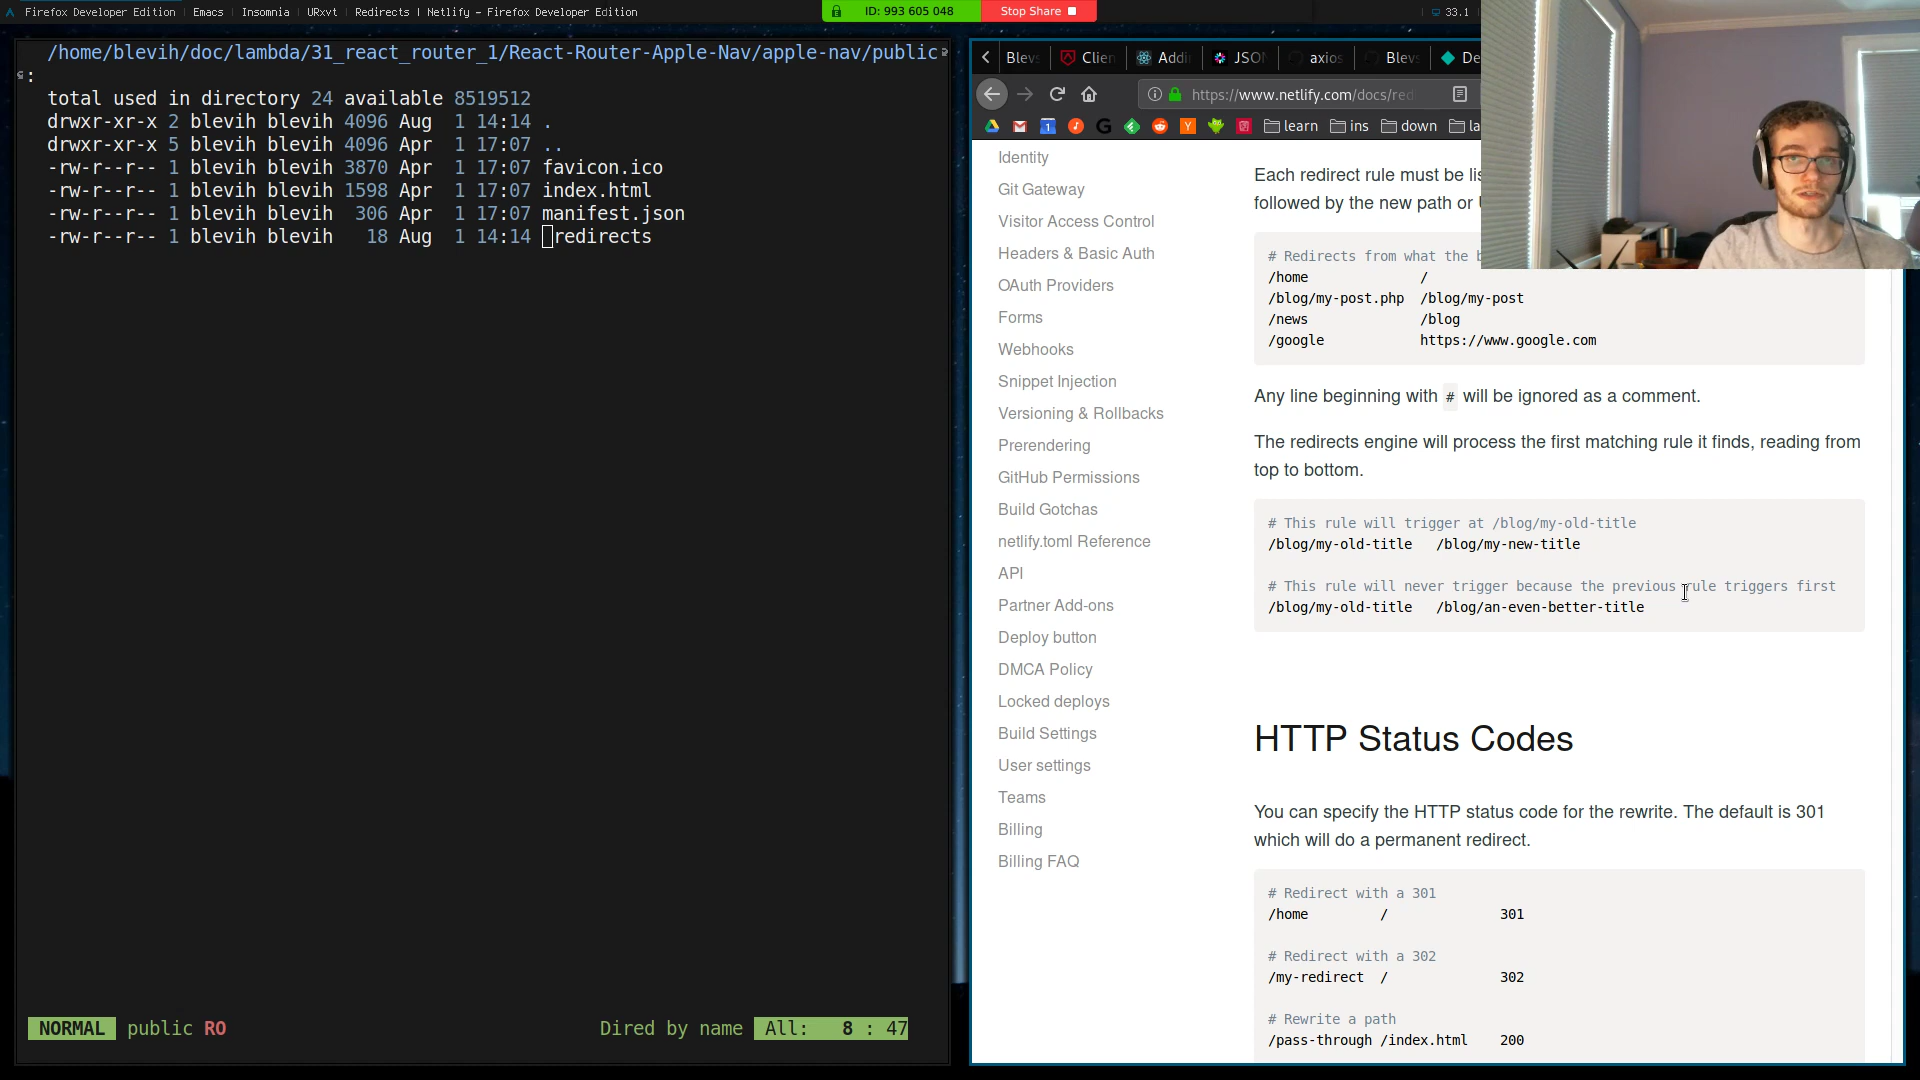 Firefox Developer Edition | Emacs | Insomnia | URxvt | Redirects | Netlify - Firefox Developer Edition
ID: 993 605 048 Stop Share
33.1
/home/blevih/doc/lambda/31_react_router_1/React-Router-Apple-Nav/apple-nav/public
:
total used in directory 24 available 8519512
drwxr-xr-x 2 blevih blevih 4096 Aug 1 14:14 .
drwxr-xr-x 5 blevih blevih 4096 Apr 1 17:07 ..
-rw-r--r-- 1 blevih blevih 3870 Apr 1 17:07 favicon.ico
-rw-r--r-- 1 blevih blevih 1598 Apr 1 17:07 index.html
-rw-r--r-- 1 blevih blevih 306 Apr 1 17:07 manifest.json
-rw-r--r-- 1 blevih blevih 18 Aug 1 14:14 redirects
NORMAL public RO Dired by name All: 8 : 47
Blevs Clien Addi JSO axios Blevs De
https://www.netlify.com/docs/red
learn ins down la
Identity
Git Gateway
Visitor Access Control
Headers & Basic Auth
OAuth Providers
Forms
Webhooks
Snippet Injection
Versioning & Rollbacks
Prerendering
GitHub Permissions
Build Gotchas
netlify.toml Reference
API
Partner Add-ons
Deploy button
DMCA Policy
Locked deploys
Build Settings
User settings
Teams
Billing
Billing FAQ
Each redirect rule must be lis
followed by the new path or
# Redirects from what the b
/home /
/blog/my-post.php /blog/my-post
/news /blog
/google https://www.google.com
Any line beginning with # will be ignored as a comment.
The redirects engine will process the first matching rule it finds, reading from
top to bottom.
# This rule will trigger at /blog/my-old-title
/blog/my-old-title /blog/my-new-title
# This rule will never trigger because the previous rule triggers first
/blog/my-old-title /blog/an-even-better-title
HTTP Status Codes
You can specify the HTTP status code for the rewrite. The default is 301
which will do a permanent redirect.
# Redirect with a 301
/home / 301
# Redirect with a 302
/my-redirect / 302
# Rewrite a path
/pass-through /index.html 200